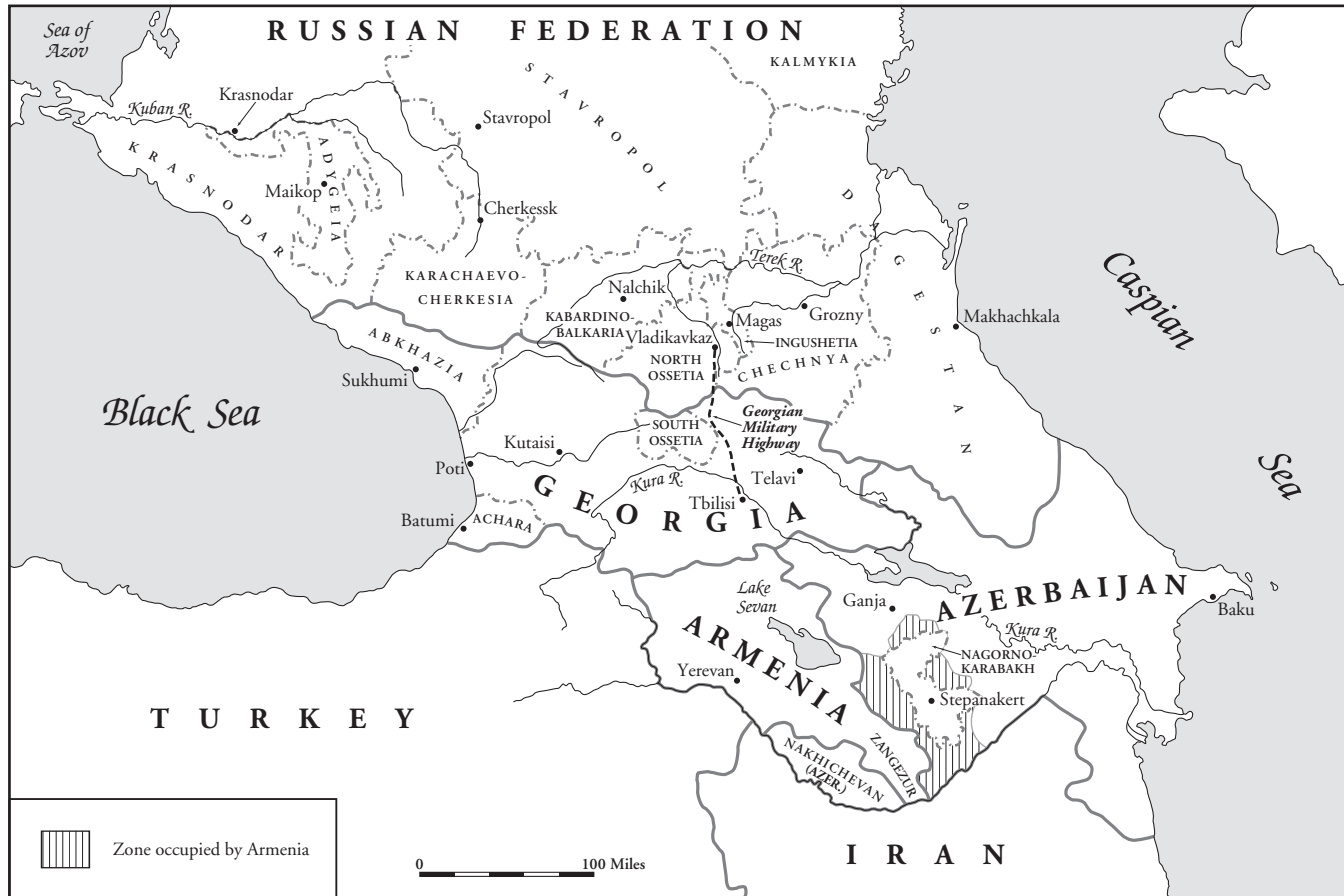 Sea of
Azov
RUSSIAN FEDERATION
KALMYKIA
STAVROPOL
Krasnodar
Kuban R.
Stavropol
KRASNODAR
ADYGEIA
Maikop
Cherkessk
DAGESTAN
KARACHAEVO-
CHERKESIA
Terek R.
Nalchik
KABARDINO-
BALKARIA
Magas
Grozny
Makhachkala
Caspian
Sea
Vladikavkaz
INGUSHETIA
NORTH
OSSETIA
CHECHNYA
ABKHAZIA
Sukhumi
Black Sea
Georgian
Military
Highway
SOUTH
OSSETIA
Kutaisi
Poti
Kura R.
Telavi
Tbilisi
GEORGIA
Batumi
ACHARA
Lake
Sevan
Ganja
AZERBAIJAN
Baku
Kura R.
ARMENIA
NAGORNO-
KARABAKH
Yerevan
Stepanakert
TURKEY
ZANGEZUR
NAKHICHEVAN
(AZER.)
IRAN
Zone occupied by Armenia
0 100 Miles